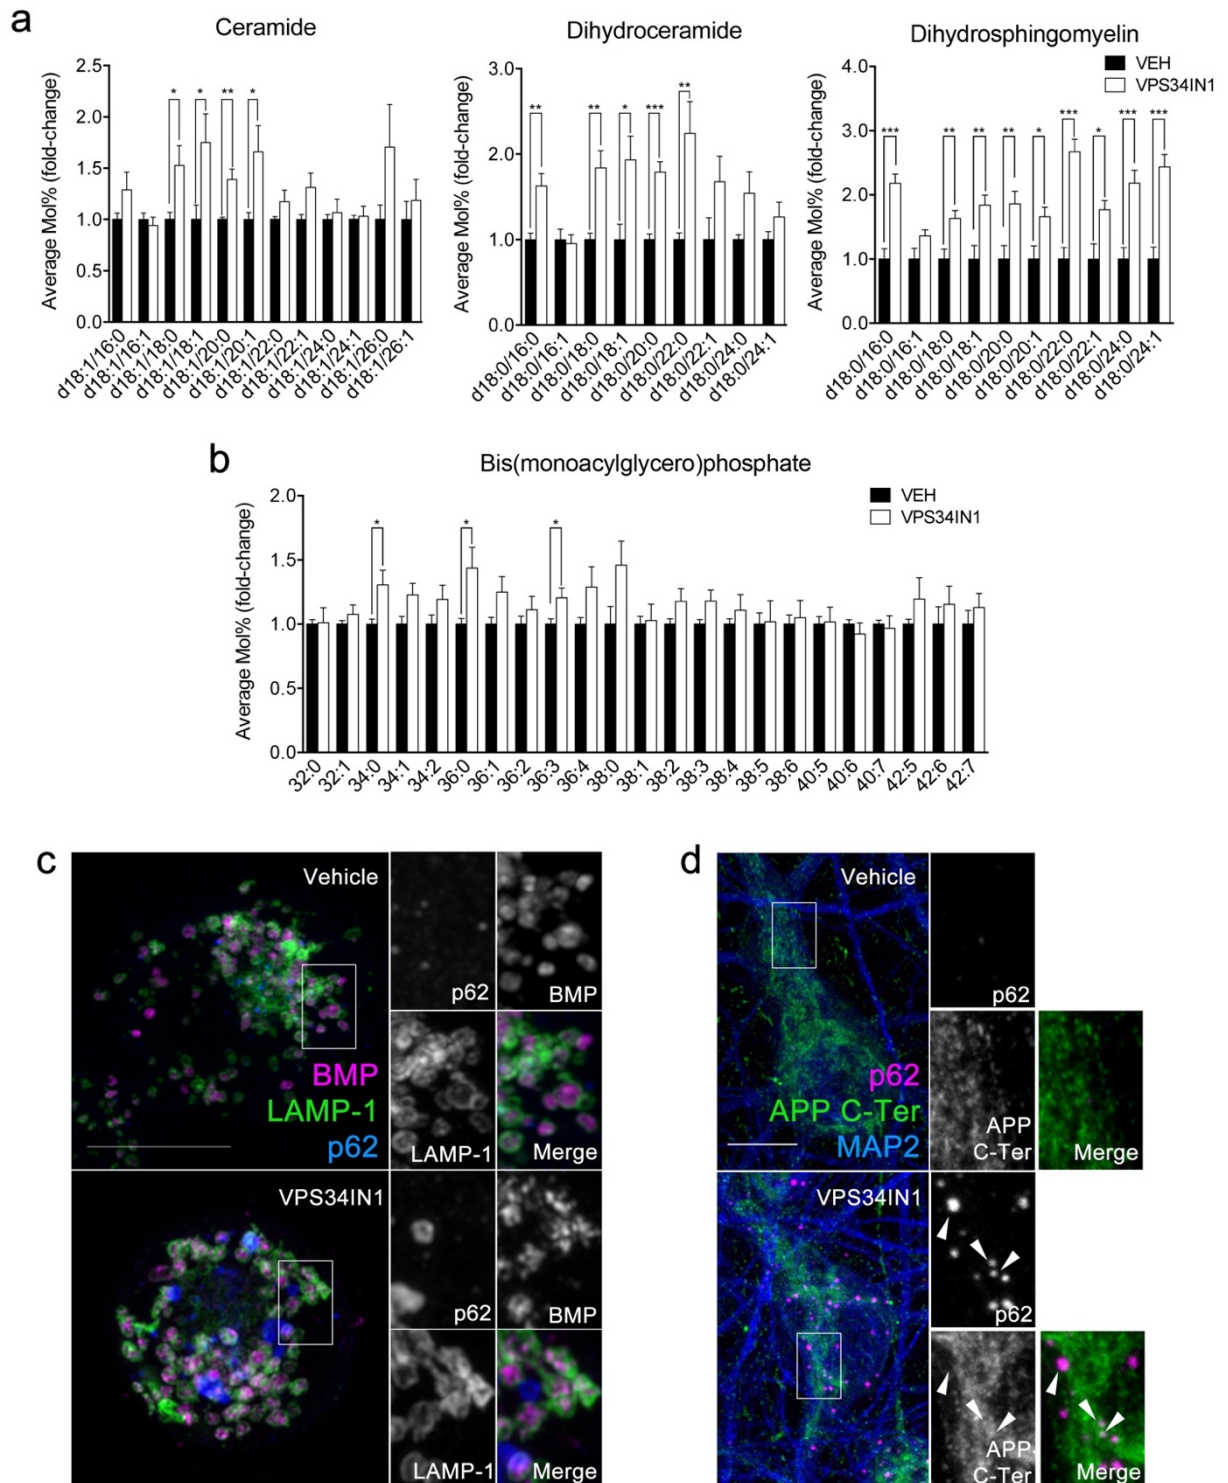 a
Ceramide
Average Mol% (fold-change)
2.5
2.0
1.5
1.0
0.5
0.0
* * ** *
d18:1/16:0
d18:1/16:1
d18:1/18:0
d18:1/18:1
d18:1/20:0
d18:1/20:1
d18:1/22:0
d18:1/22:1
d18:1/24:0
d18:1/24:1
d18:1/26:0
d18:1/26:1
Dihydroceramide
Average Mol% (fold-change)
3.0
2.0
1.0
0.0
** ** * *** **
d18:0/16:0
d18:0/16:1
d18:0/18:0
d18:0/18:1
d18:0/20:0
d18:0/22:0
d18:0/22:1
d18:0/24:0
d18:0/24:1
Dihydrosphingomyelin
VEH
VPS34IN1
Average Mol% (fold-change)
4.0
3.0
2.0
1.0
0.0
*** ** ** ** * *** * *** ***
d18:0/16:0
d18:0/16:1
d18:0/18:0
d18:0/18:1
d18:0/20:0
d18:0/20:1
d18:0/22:0
d18:0/22:1
d18:0/24:0
d18:0/24:1
b
Bis(monoacylglycero)phosphate
VEH
VPS34IN1
Average Mol% (fold-change)
2.0
1.5
1.0
0.5
0.0
* * *
32:0
32:1
34:0
34:1
34:2
36:0
36:1
36:2
36:3
36:4
38:0
38:1
38:2
38:3
38:4
38:5
38:6
40:5
40:6
40:7
42:5
42:6
42:7
c
Vehicle
BMP
LAMP-1
p62
p62
BMP
LAMP-1
Merge
VPS34IN1
p62
BMP
LAMP-1
Merge
d
Vehicle
p62
APP C-Ter
MAP2
p62
APP
C-Ter
Merge
VPS34IN1
p62
APP
C-Ter
Merge